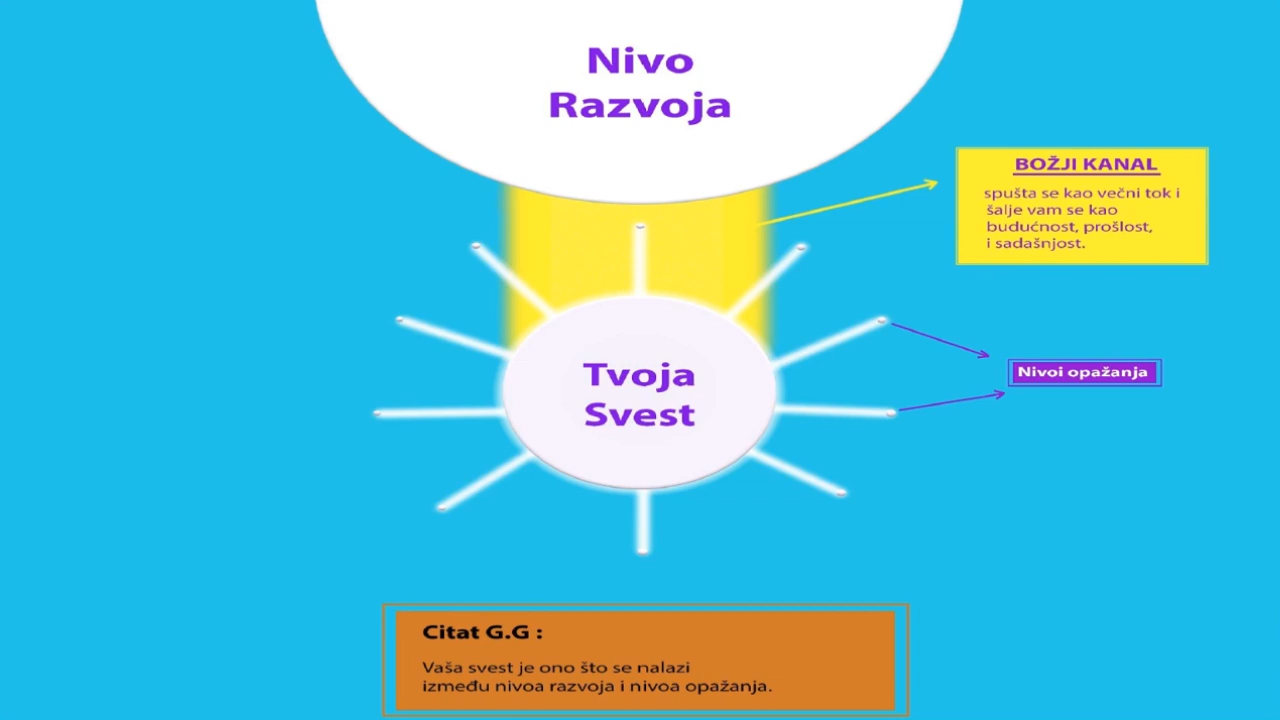 Nivo
Razvoja
BOŽJI KANAL
spušta se kao večni tok i
šalje vam se kao
budućnost, prošlost,
i sadašnjost.
Tvoja
Svest
Nivoi opažanja
Citat G.G :
Vaša svest je ono što se nalazi
između nivoa razvoja i nivoa opažanja.